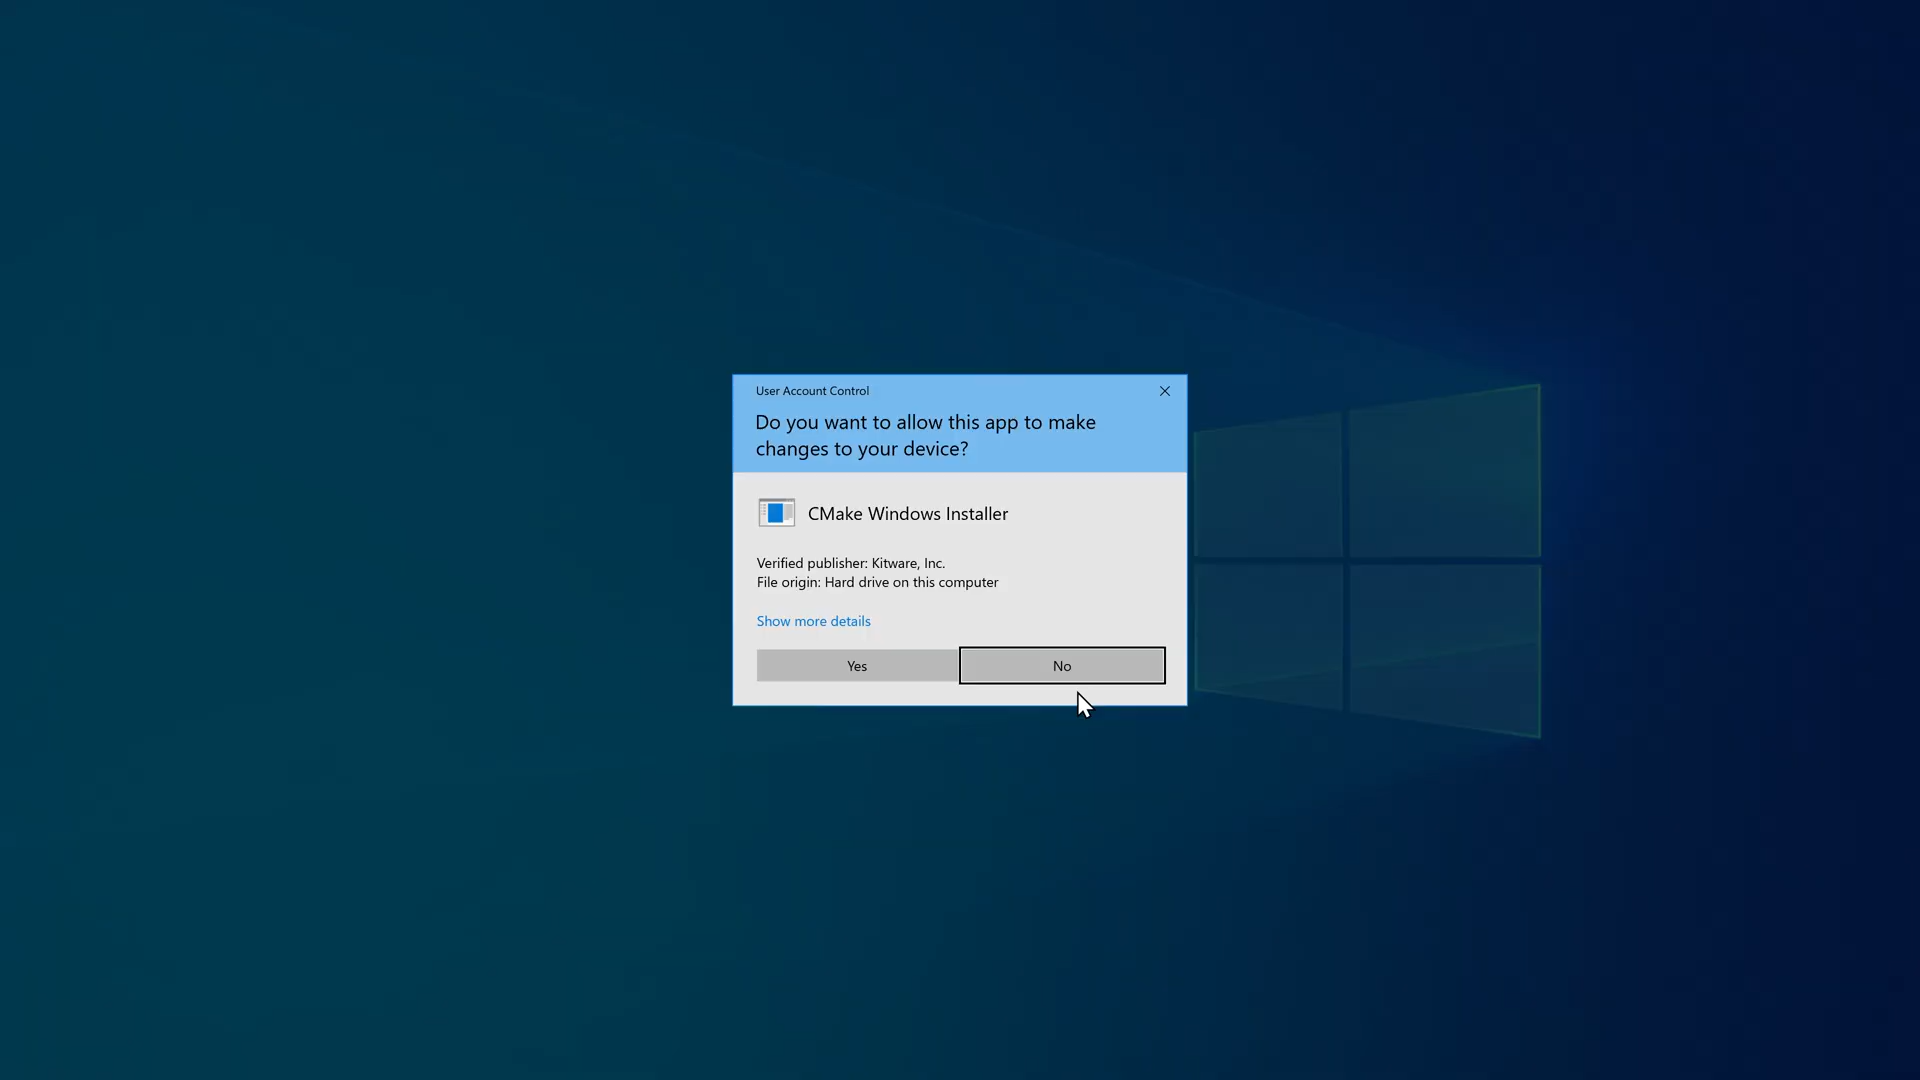 User Account Control
Do you want to allow this app to make
changes to your device?
CMake Windows Installer
Verified publisher: Kitware, Inc.
File origin: Hard drive on this computer
Show more details
Yes
No